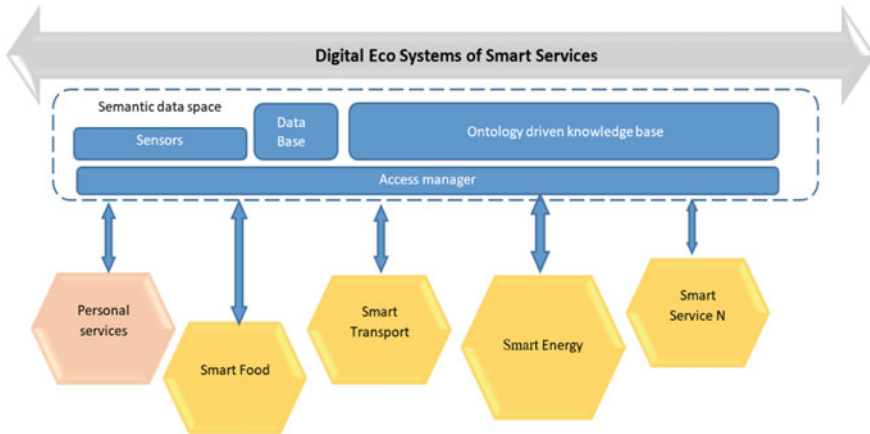 Digital Eco Systems of Smart Services
Semantic data space
Sensors
Data
Base
Ontology driven knowledge base
Access manager
Personal
services
Smart Food
Smart
Transport
Smart Energy
Smart
Service N